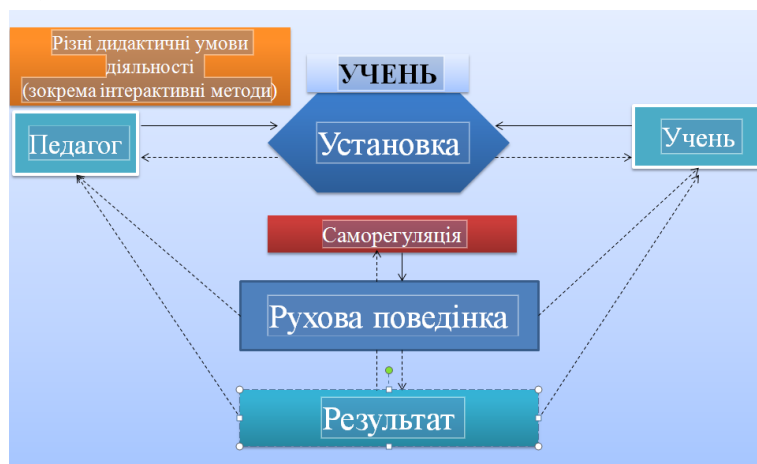 Різні дидактичні умови
діяльності
(зокрема інтерактивні методи)
УЧЕНЬ
Педагог
Установка
Учень
Саморегуляція
Рухова поведінка
Результат